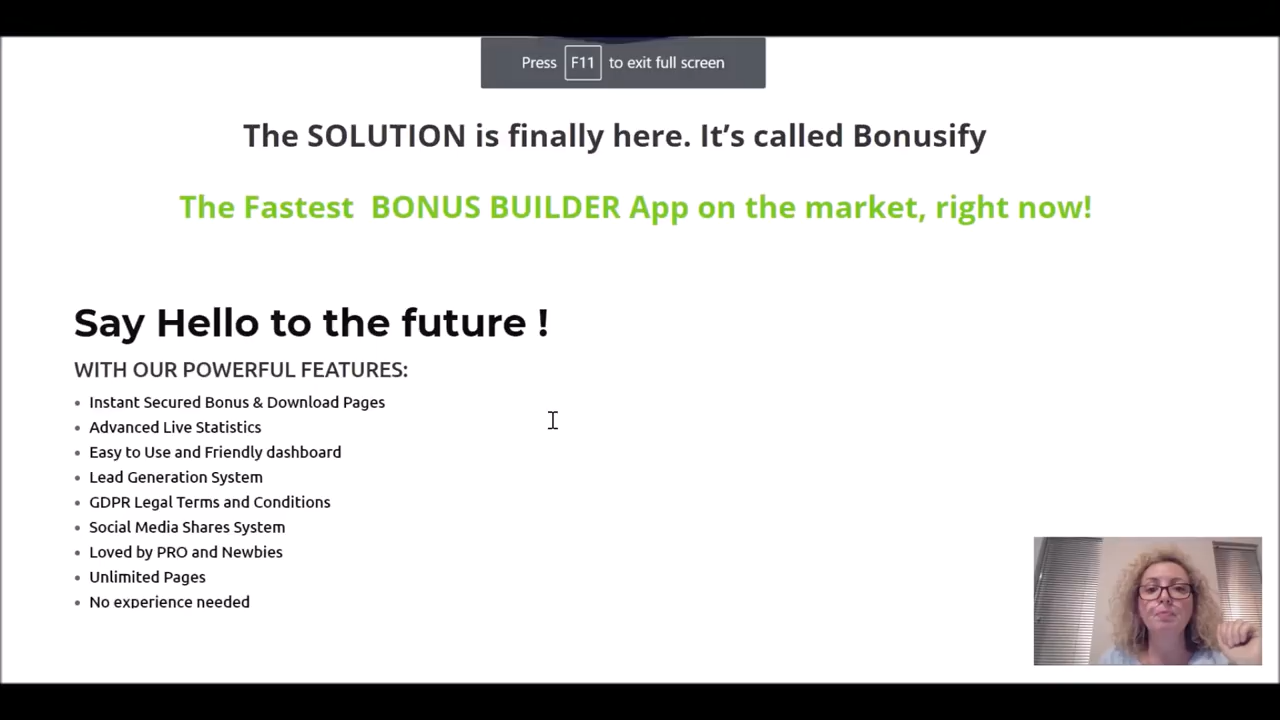 Press F11 to exit full screen
The SOLUTION is finally here. It’s called Bonusify
The Fastest BONUS BUILDER App on the market, right now!
Say Hello to the future !
WITH OUR POWERFUL FEATURES:
• Instant Secured Bonus & Download Pages
• Advanced Live Statistics
• Easy to Use and Friendly dashboard
• Lead Generation System
• GDPR Legal Terms and Conditions
• Social Media Shares System
• Loved by PRO and Newbies
• Unlimited Pages
• No experience needed